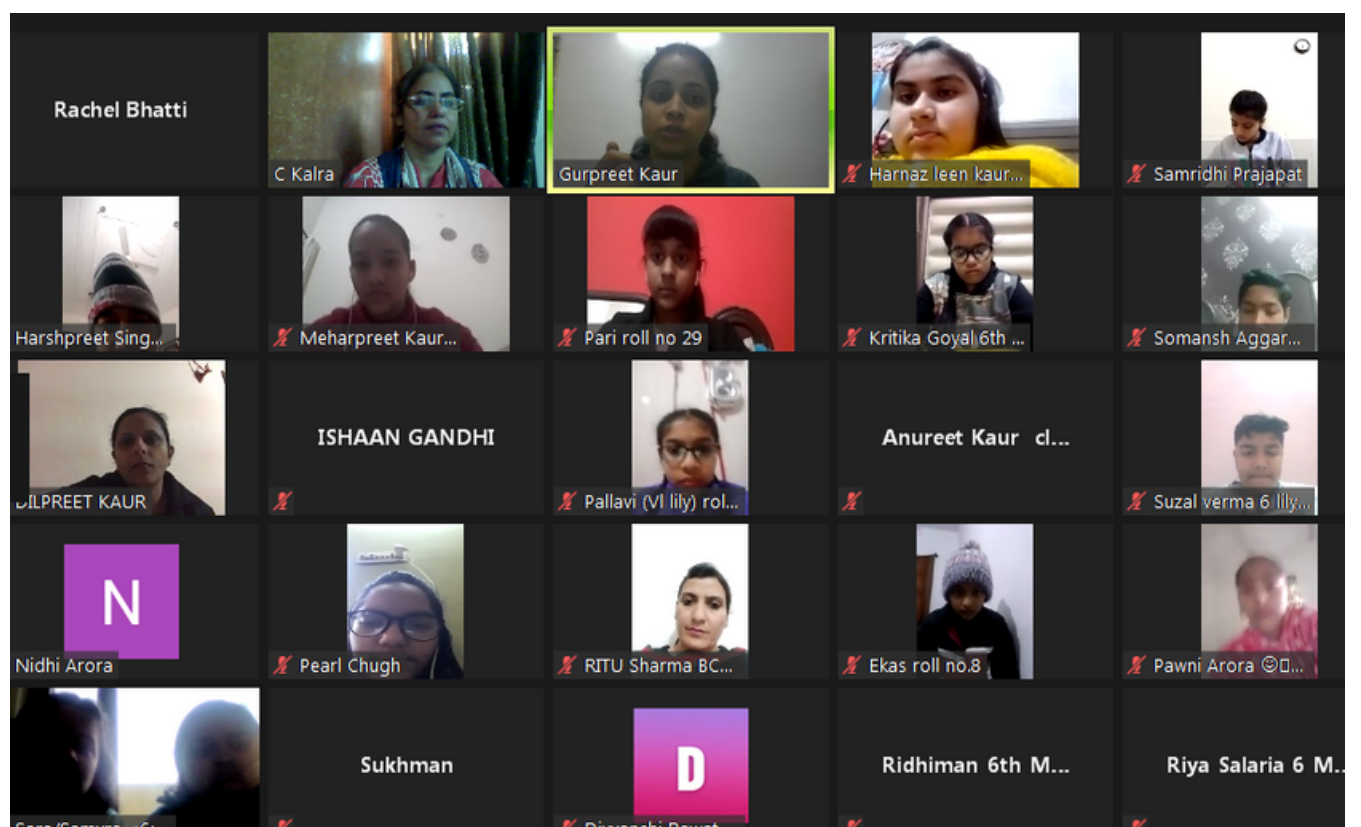 Rachel Bhatti
C Kalra
Gurpreet Kaur
Harnaz leen kaur...
Samridhi Prajapat
Harshpreet Sing...
Meharpreet Kaur...
Pari roll no 29
Kritika Goyal 6th ...
Somansh Aggar...
DILPREET KAUR
ISHAAN GANDHI
Pallavi (VI lily) rol...
Anureet Kaur cl...
Suzal verma 6 lily...
N
Nidhi Arora
Pearl Chugh
RITU Sharma BC...
Ekas roll no.8
Pawni Arora
Sukhman
D
Ridhiman 6th M...
Riya Salaria 6 M...